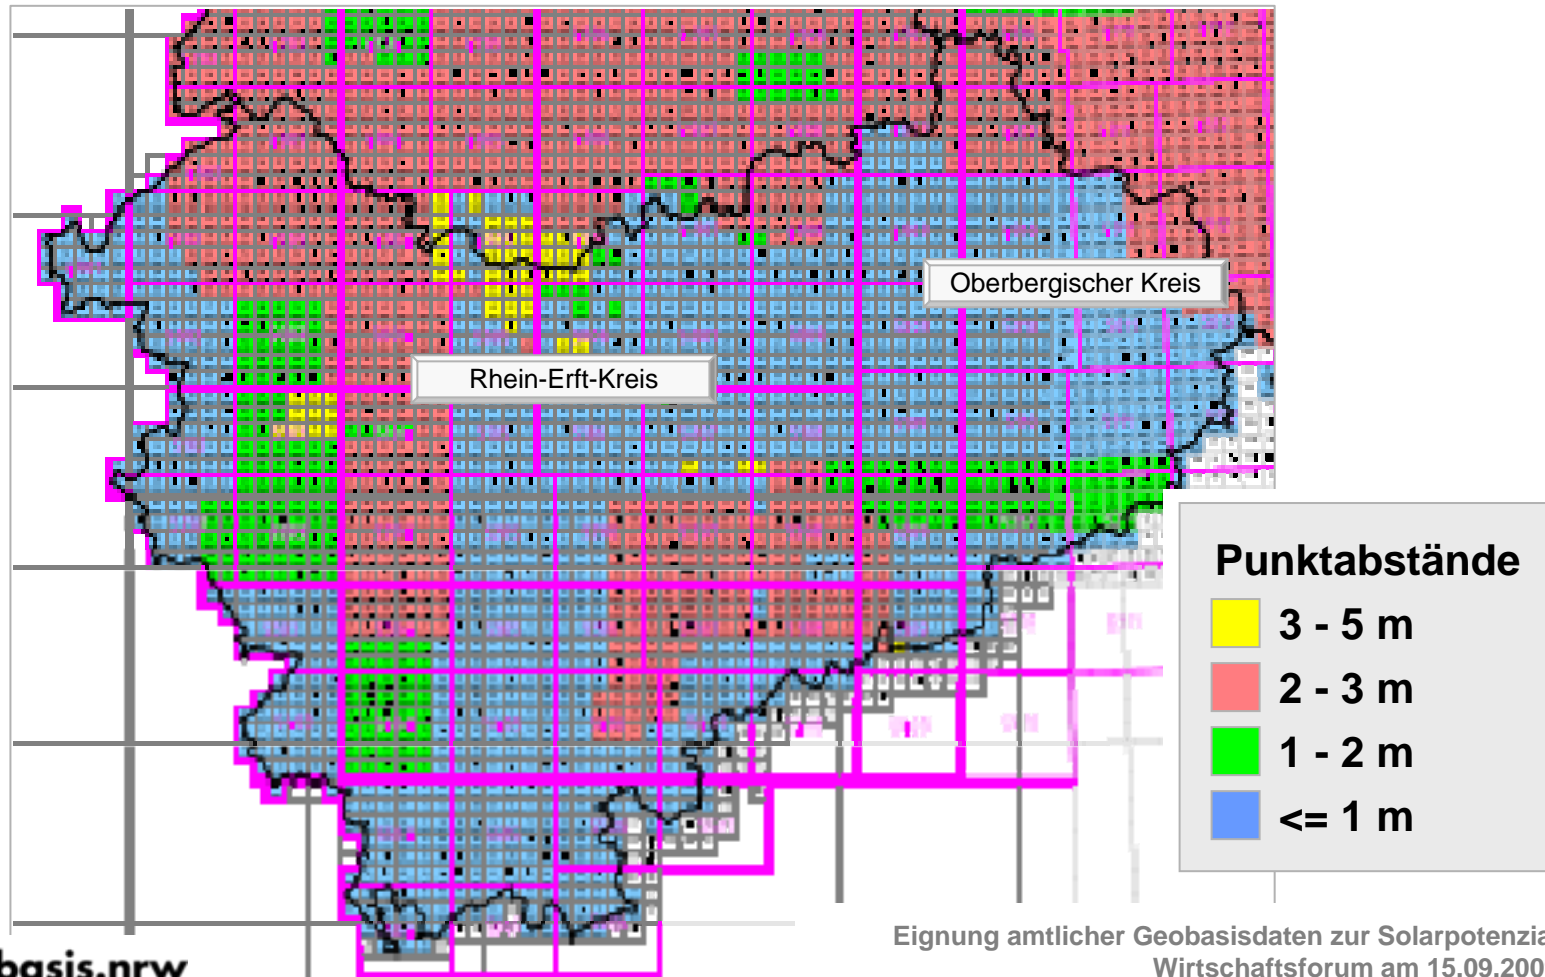 Oberbergischer Kreis
Rhein-Erft-Kreis
Punktabstände
3 - 5 m
2 - 3 m
1 - 2 m
<= 1 m
Eignung amtlicher Geobasisdaten zur Solarpotenzia
Wirtschaftsforum am 15.09.200
basis.nrw